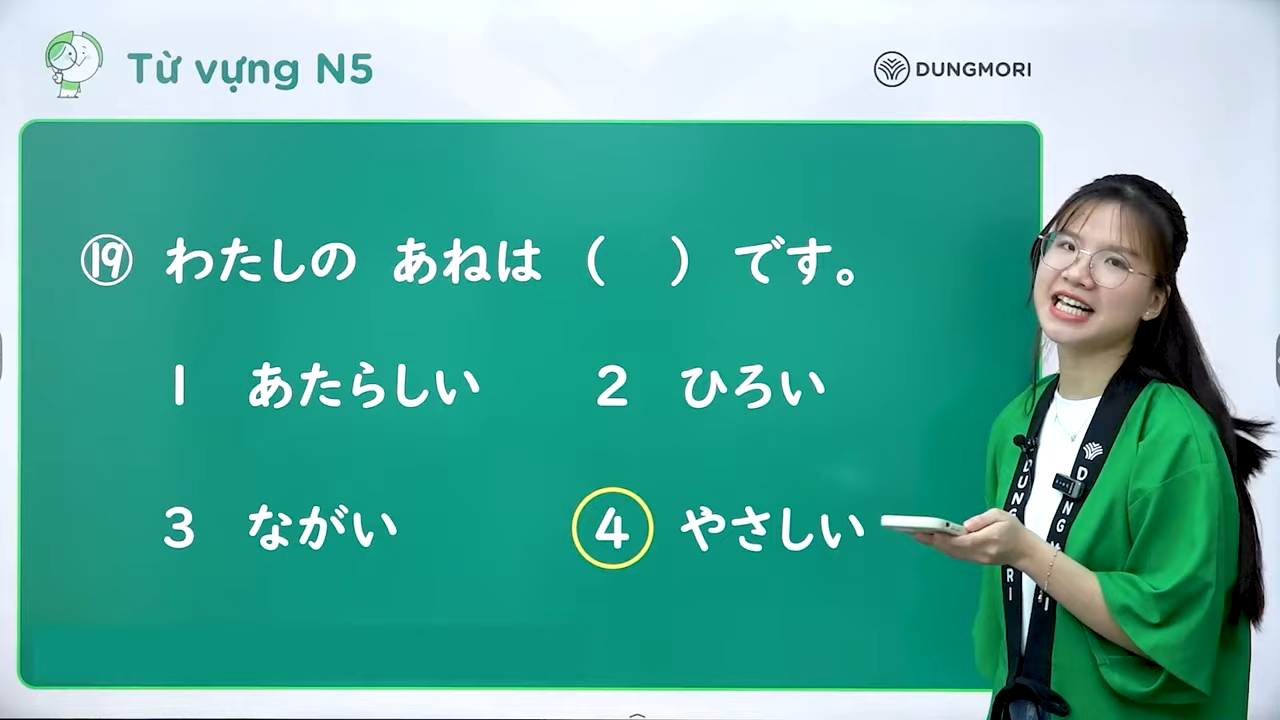 Từ vựng N5
DUNGMORI
⑲ わたしの あねは （　） です。
1 あたらしい 2 ひろい
3 ながい 4 やさしい